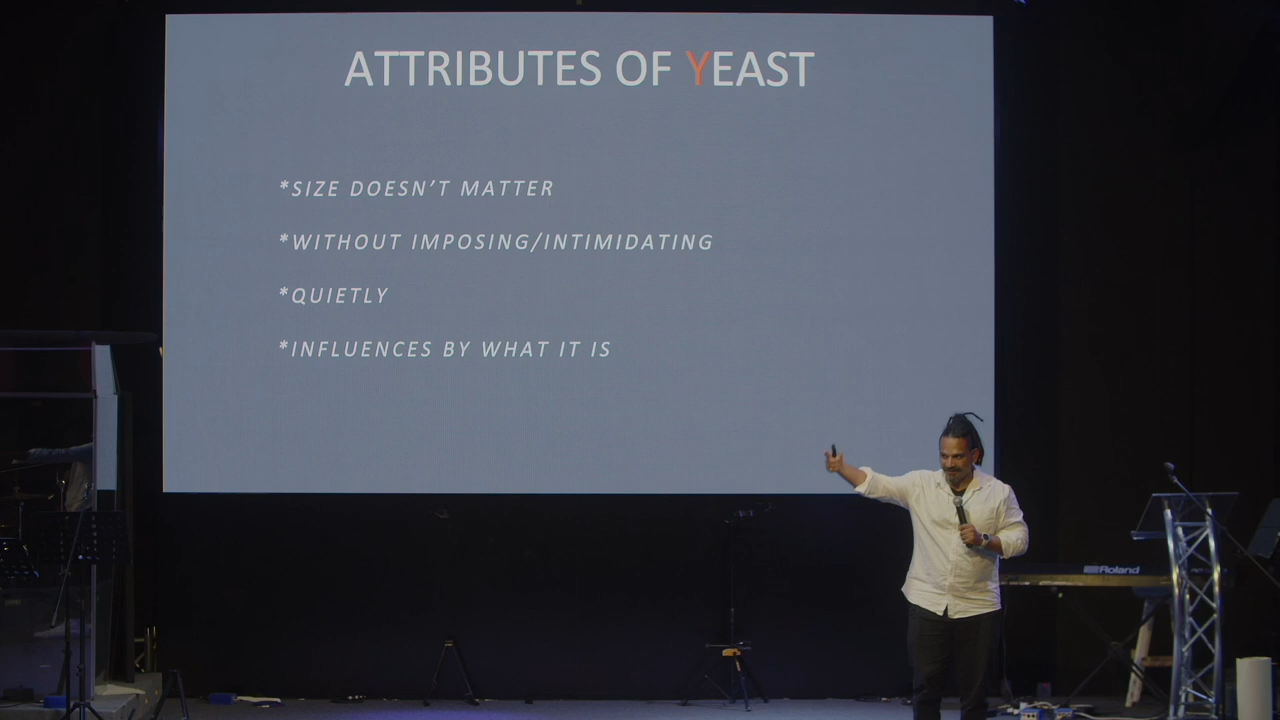 ATTRIBUTES OF YEAST
*SIZE DOESN'T MATTER
*WITHOUT IMPOSING/INTIMIDATING
*QUIETLY
*INFLUENCES BY WHAT IT IS
Roland